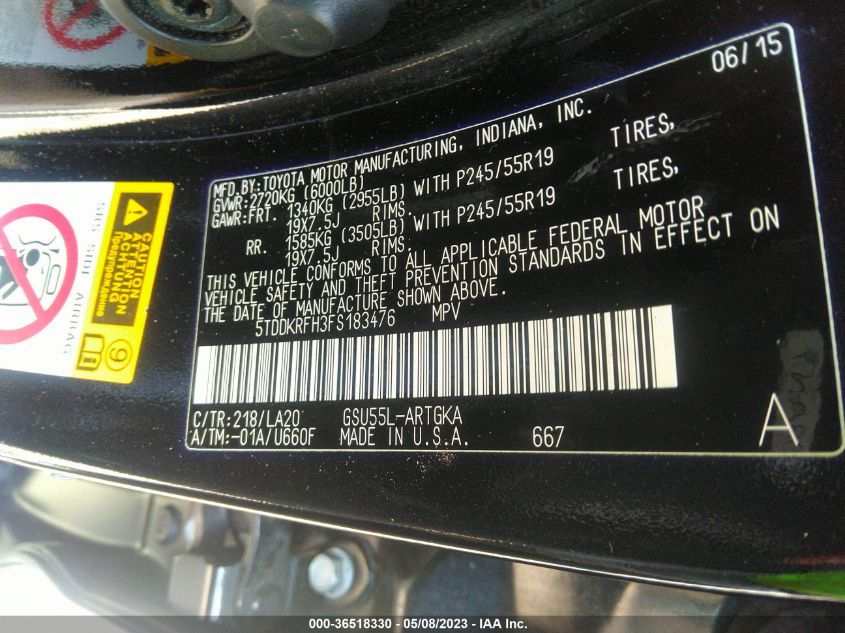 06/15
MFD.BY:TOYOTA MOTOR MANUFACTURING, INDIANA, INC.
GVWR:2720KG (6000LB)
GAWR:FRT. 1340KG (2955LB) WITH P245/55R19 TIRES,
19X7.5J RIMS.
RR. 1585KG (3505LB) WITH P245/55R19 TIRES,
19X7.5J RIMS.
THIS VEHICLE CONFORMS TO ALL APPLICABLE FEDERAL MOTOR
VEHICLE SAFETY AND THEFT PREVENTION STANDARDS IN EFFECT ON
THE DATE OF MANUFACTURE SHOWN ABOVE.
5TDDKRFH3FS183476 MPV
C/TR:218/LA20 GSU55L-ARTGKA
A/TM:-01A/U660F MADE IN U.S.A. 667
A
SRS SIDE AIRBAG
CAUTION
ATTENTION
ACHTUNG
Предупреждение
9
000-36518330 - 05/08/2023 - IAA Inc.